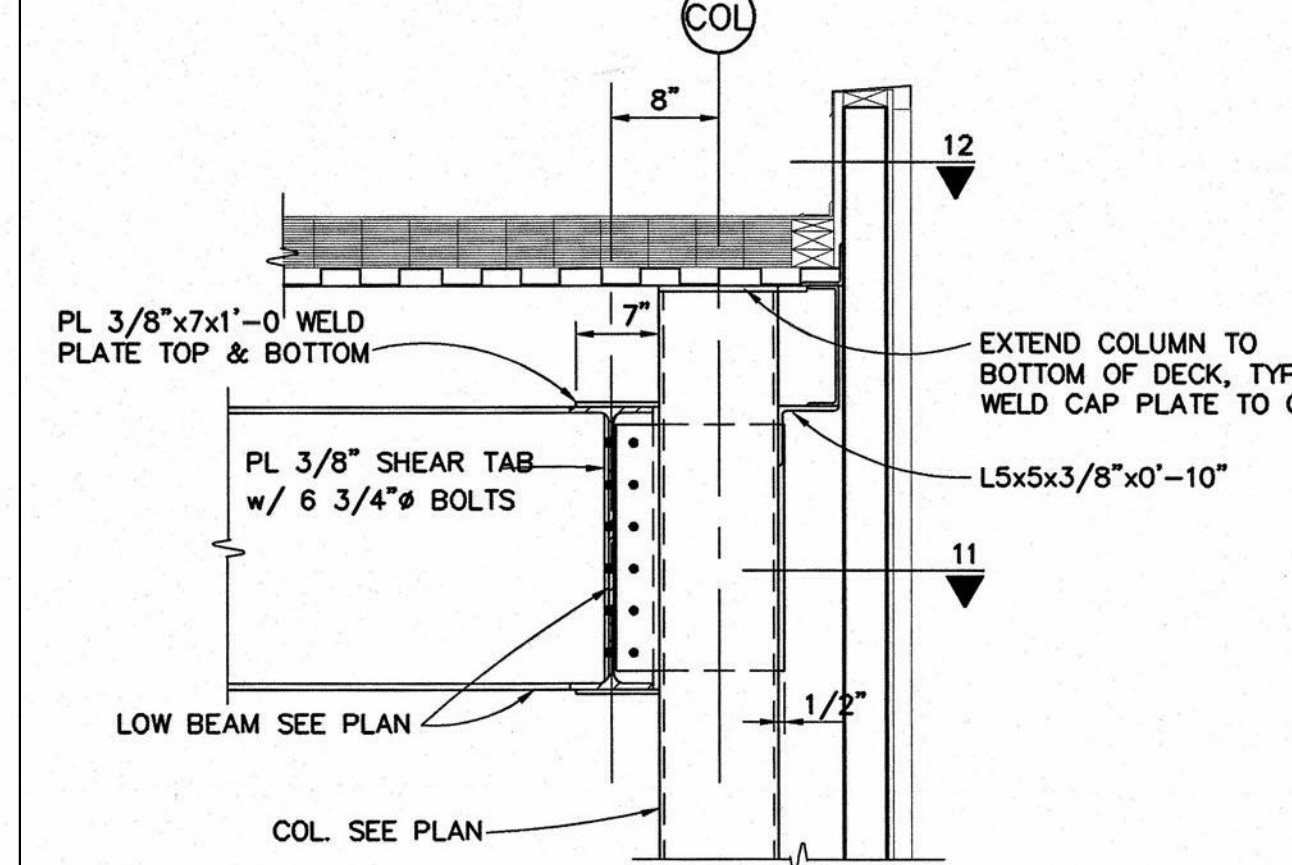 COL
8”
12
7”
PL 3/8”x7x1’-0 WELD
PLATE TOP & BOTTOM
EXTEND COLUMN TO
BOTTOM OF DECK, TYP
WELD CAP PLATE TO
PL 3/8” SHEAR TAB
w/ 6 3/4”ø BOLTS
L5x5x3/8”x0’-10”
11
1/2”
LOW BEAM SEE PLAN
COL. SEE PLAN